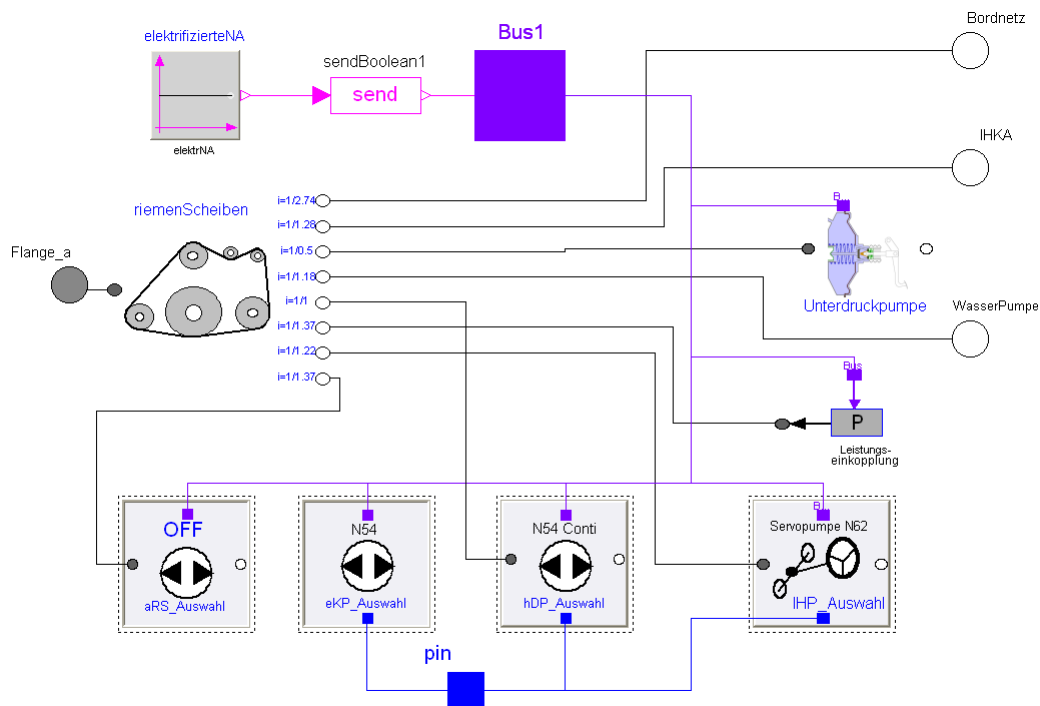 Bordnetz
Bus1
elektrifizierteNA
sendBoolean1
send
elektrNA
IHKA
i=1/2.74
riemenScheiben
i=1/1.28
B
Flange_a
i=1/0.5
i=1/1.18
Unterdruckpumpe
i=1/1
WasserPumpe
i=1/1.37
i=1/1.22
Bus
i=1/1.37
P
Leistungs-
einkopplung
OFF
N54
N54 Conti
B
Servopumpe N62
aRS_Auswahl
eKP_Auswahl
hDP_Auswahl
IHP_Auswahl
pin